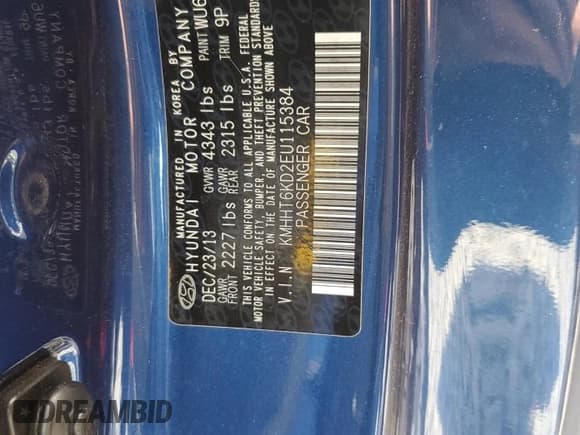 MANUFACTURED IN KOREA BY
HYUNDAI MOTOR COMPANY
DEC/23/13 GVWR 4343 lbs PAINT WU6
GAWR FRONT 2227 lbs GAWR REAR 2315 lbs TRIM 9P
THIS VEHICLE CONFORMS TO ALL APPLICABLE U.S.A. FEDERAL
MOTOR VEHICLE SAFETY, BUMPER, AND THEFT PREVENTION STANDARDS
IN EFFECT ON THE DATE OF MANUFACTURE SHOWN ABOVE
V.I.N KMHHT6KD2EU115384
PASSENGER CAR
DREAMBID